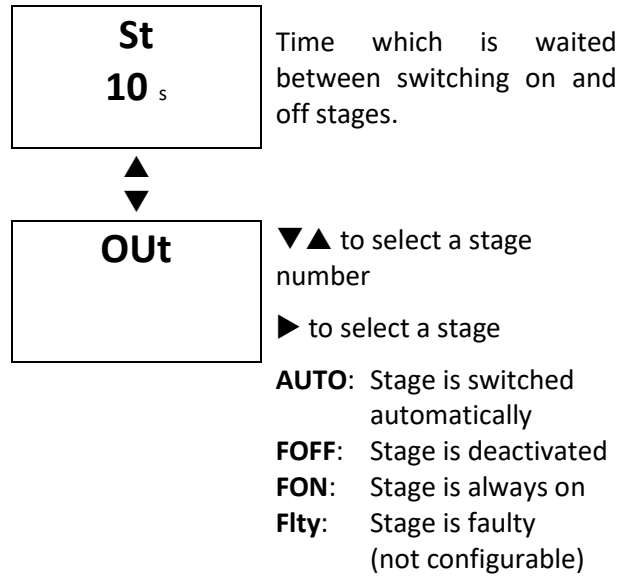 St
10 s
Time which is waited
between switching on and
off stages.
▲
▼
OUt
▼▲ to select a stage
number
▶ to select a stage
AUTO: Stage is switched
automatically
FOFF: Stage is deactivated
FON: Stage is always on
Flty: Stage is faulty
(not configurable)